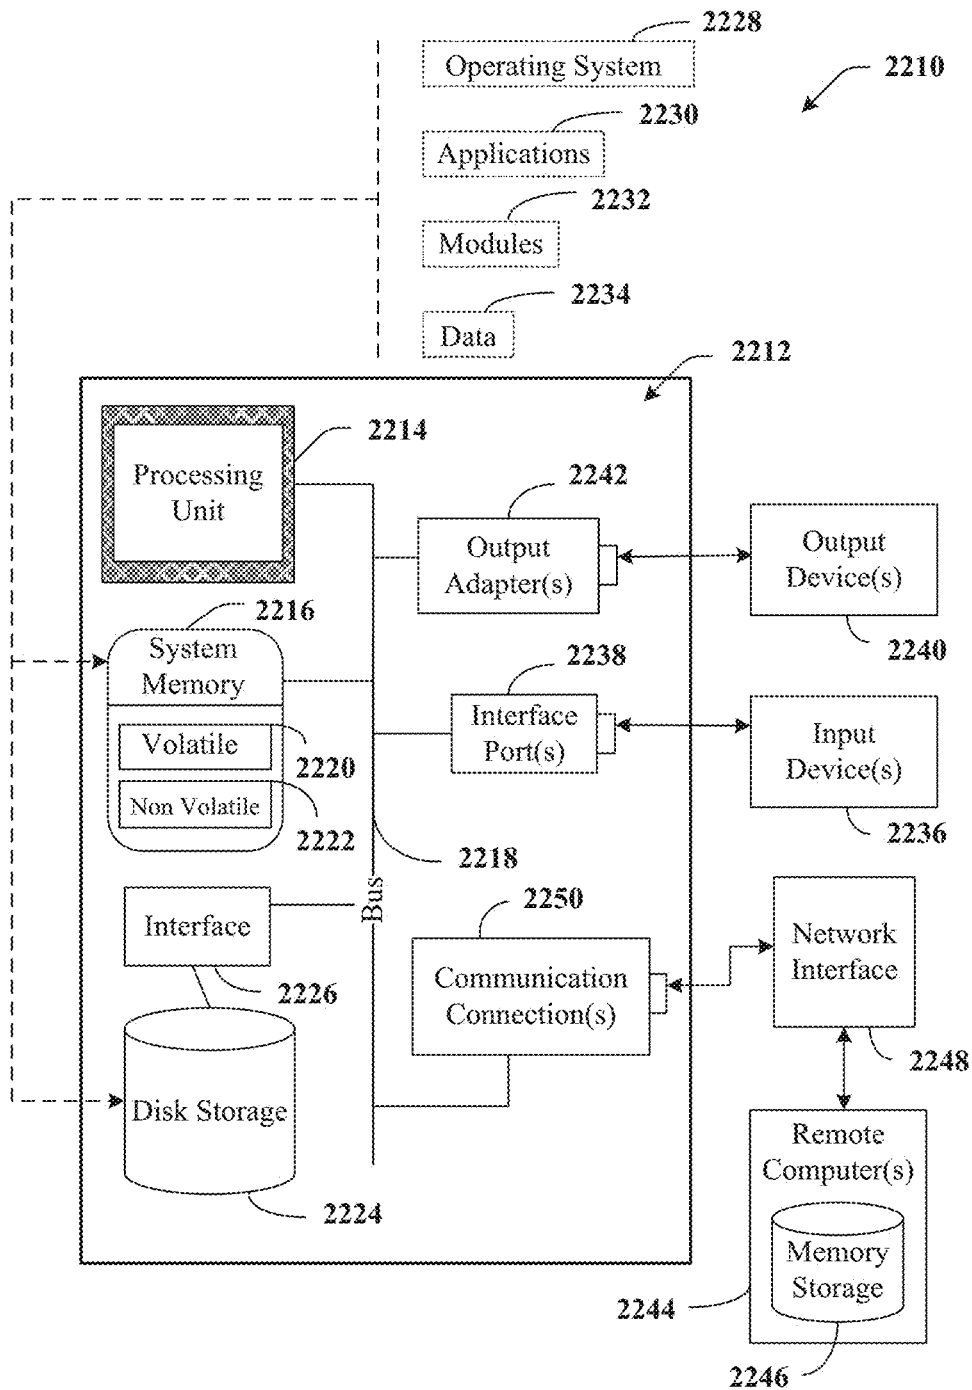 2228
Operating System
2210
2230
Applications
2232
Modules
2234
Data
2212
2214
Processing
Unit
2242
Output
Adapter(s)
Output
Device(s)
2240
2216
System
Memory
Volatile
2220
Non Volatile
2222
2238
Interface
Port(s)
Input
Device(s)
2236
2218
Bus
Interface
2226
2250
Communication
Connection(s)
Network
Interface
2248
Disk Storage
2224
Remote
Computer(s)
Memory
Storage
2244
2246